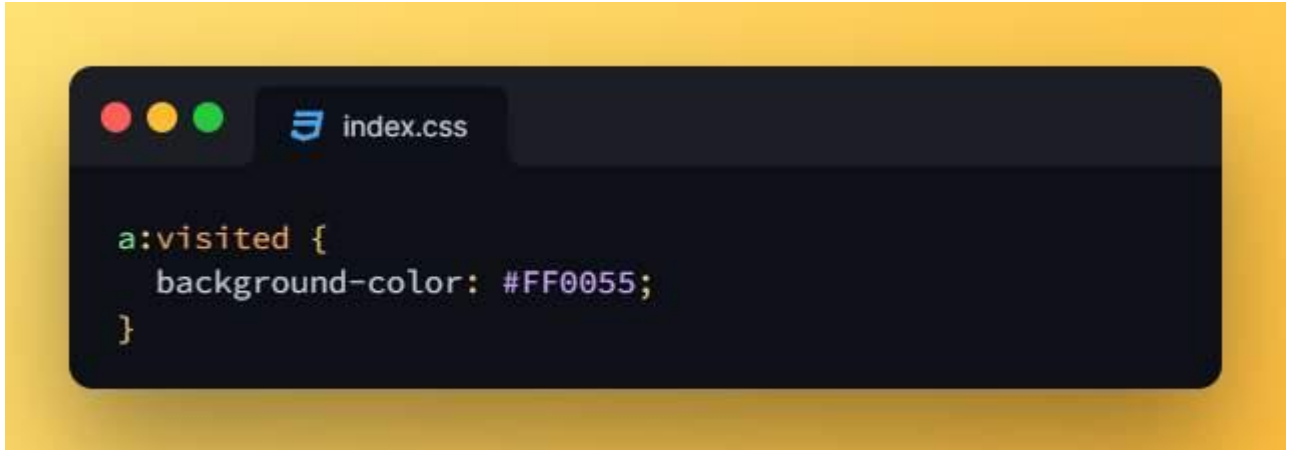 index.css
a:visited {
  background-color: #FF0055;
}